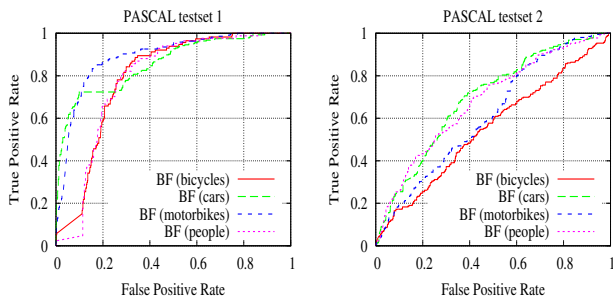 PASCAL testset 1
True Positive Rate
1
0.8
0.6
0.4
0.2
0
BF (bicycles)
BF (cars)
BF (motorbikes)
BF (people)
0 0.2 0.4 0.6 0.8 1
False Positive Rate
PASCAL testset 2
True Positive Rate
1
0.8
0.6
0.4
0.2
0
BF (bicycles)
BF (cars)
BF (motorbikes)
BF (people)
0 0.2 0.4 0.6 0.8 1
False Positive Rate